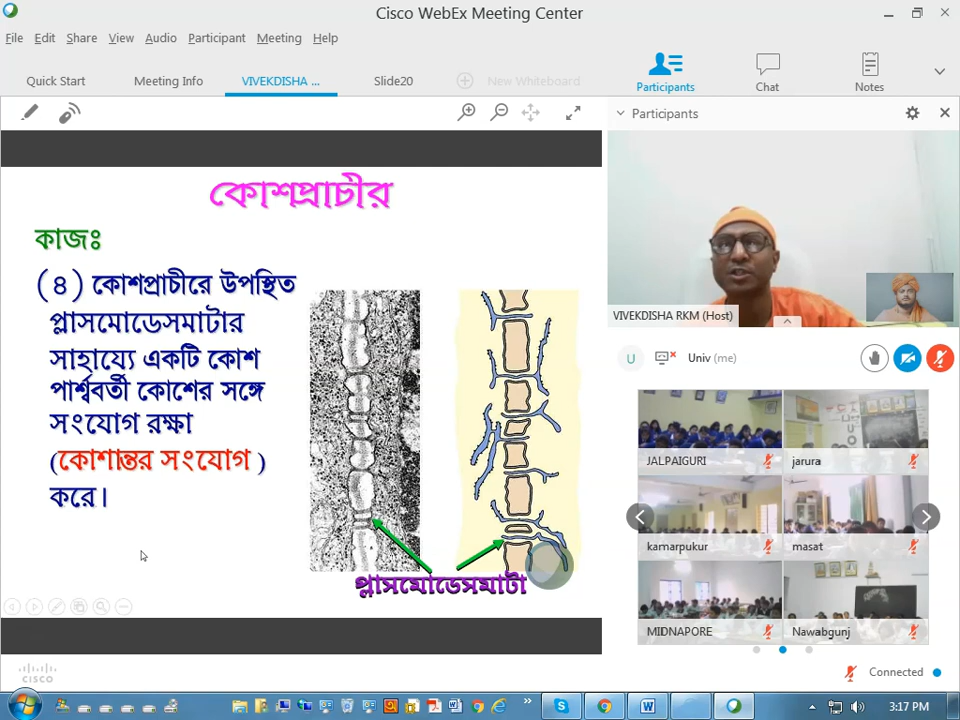 Cisco WebEx Meeting Center
File Edit Share View Audio Participant Meeting Help
Quick Start
Meeting Info
VIVEKDISHA ...
Slide20
New Whiteboard
Participants
Chat
Notes
Participants
কোশপ্রাচীর
কাজঃ
(৪) কোশপ্রাচীরে উপস্থিত
প্লাসমোডেসমাটার
সাহায্যে একটি কোশ
পার্শ্ববর্তী কোশের সঙ্গে
সংযোগ রক্ষা
(কোশান্তর সংযোগ )
করে।
প্লাসমোডেসমাটা
VIVEKDISHA RKM (Host)
U
Univ (me)
JALPAIGURI
jarura
kamarpukur
masat
MIDNAPORE
Nawabgunj
cisco
Connected
3:17 PM